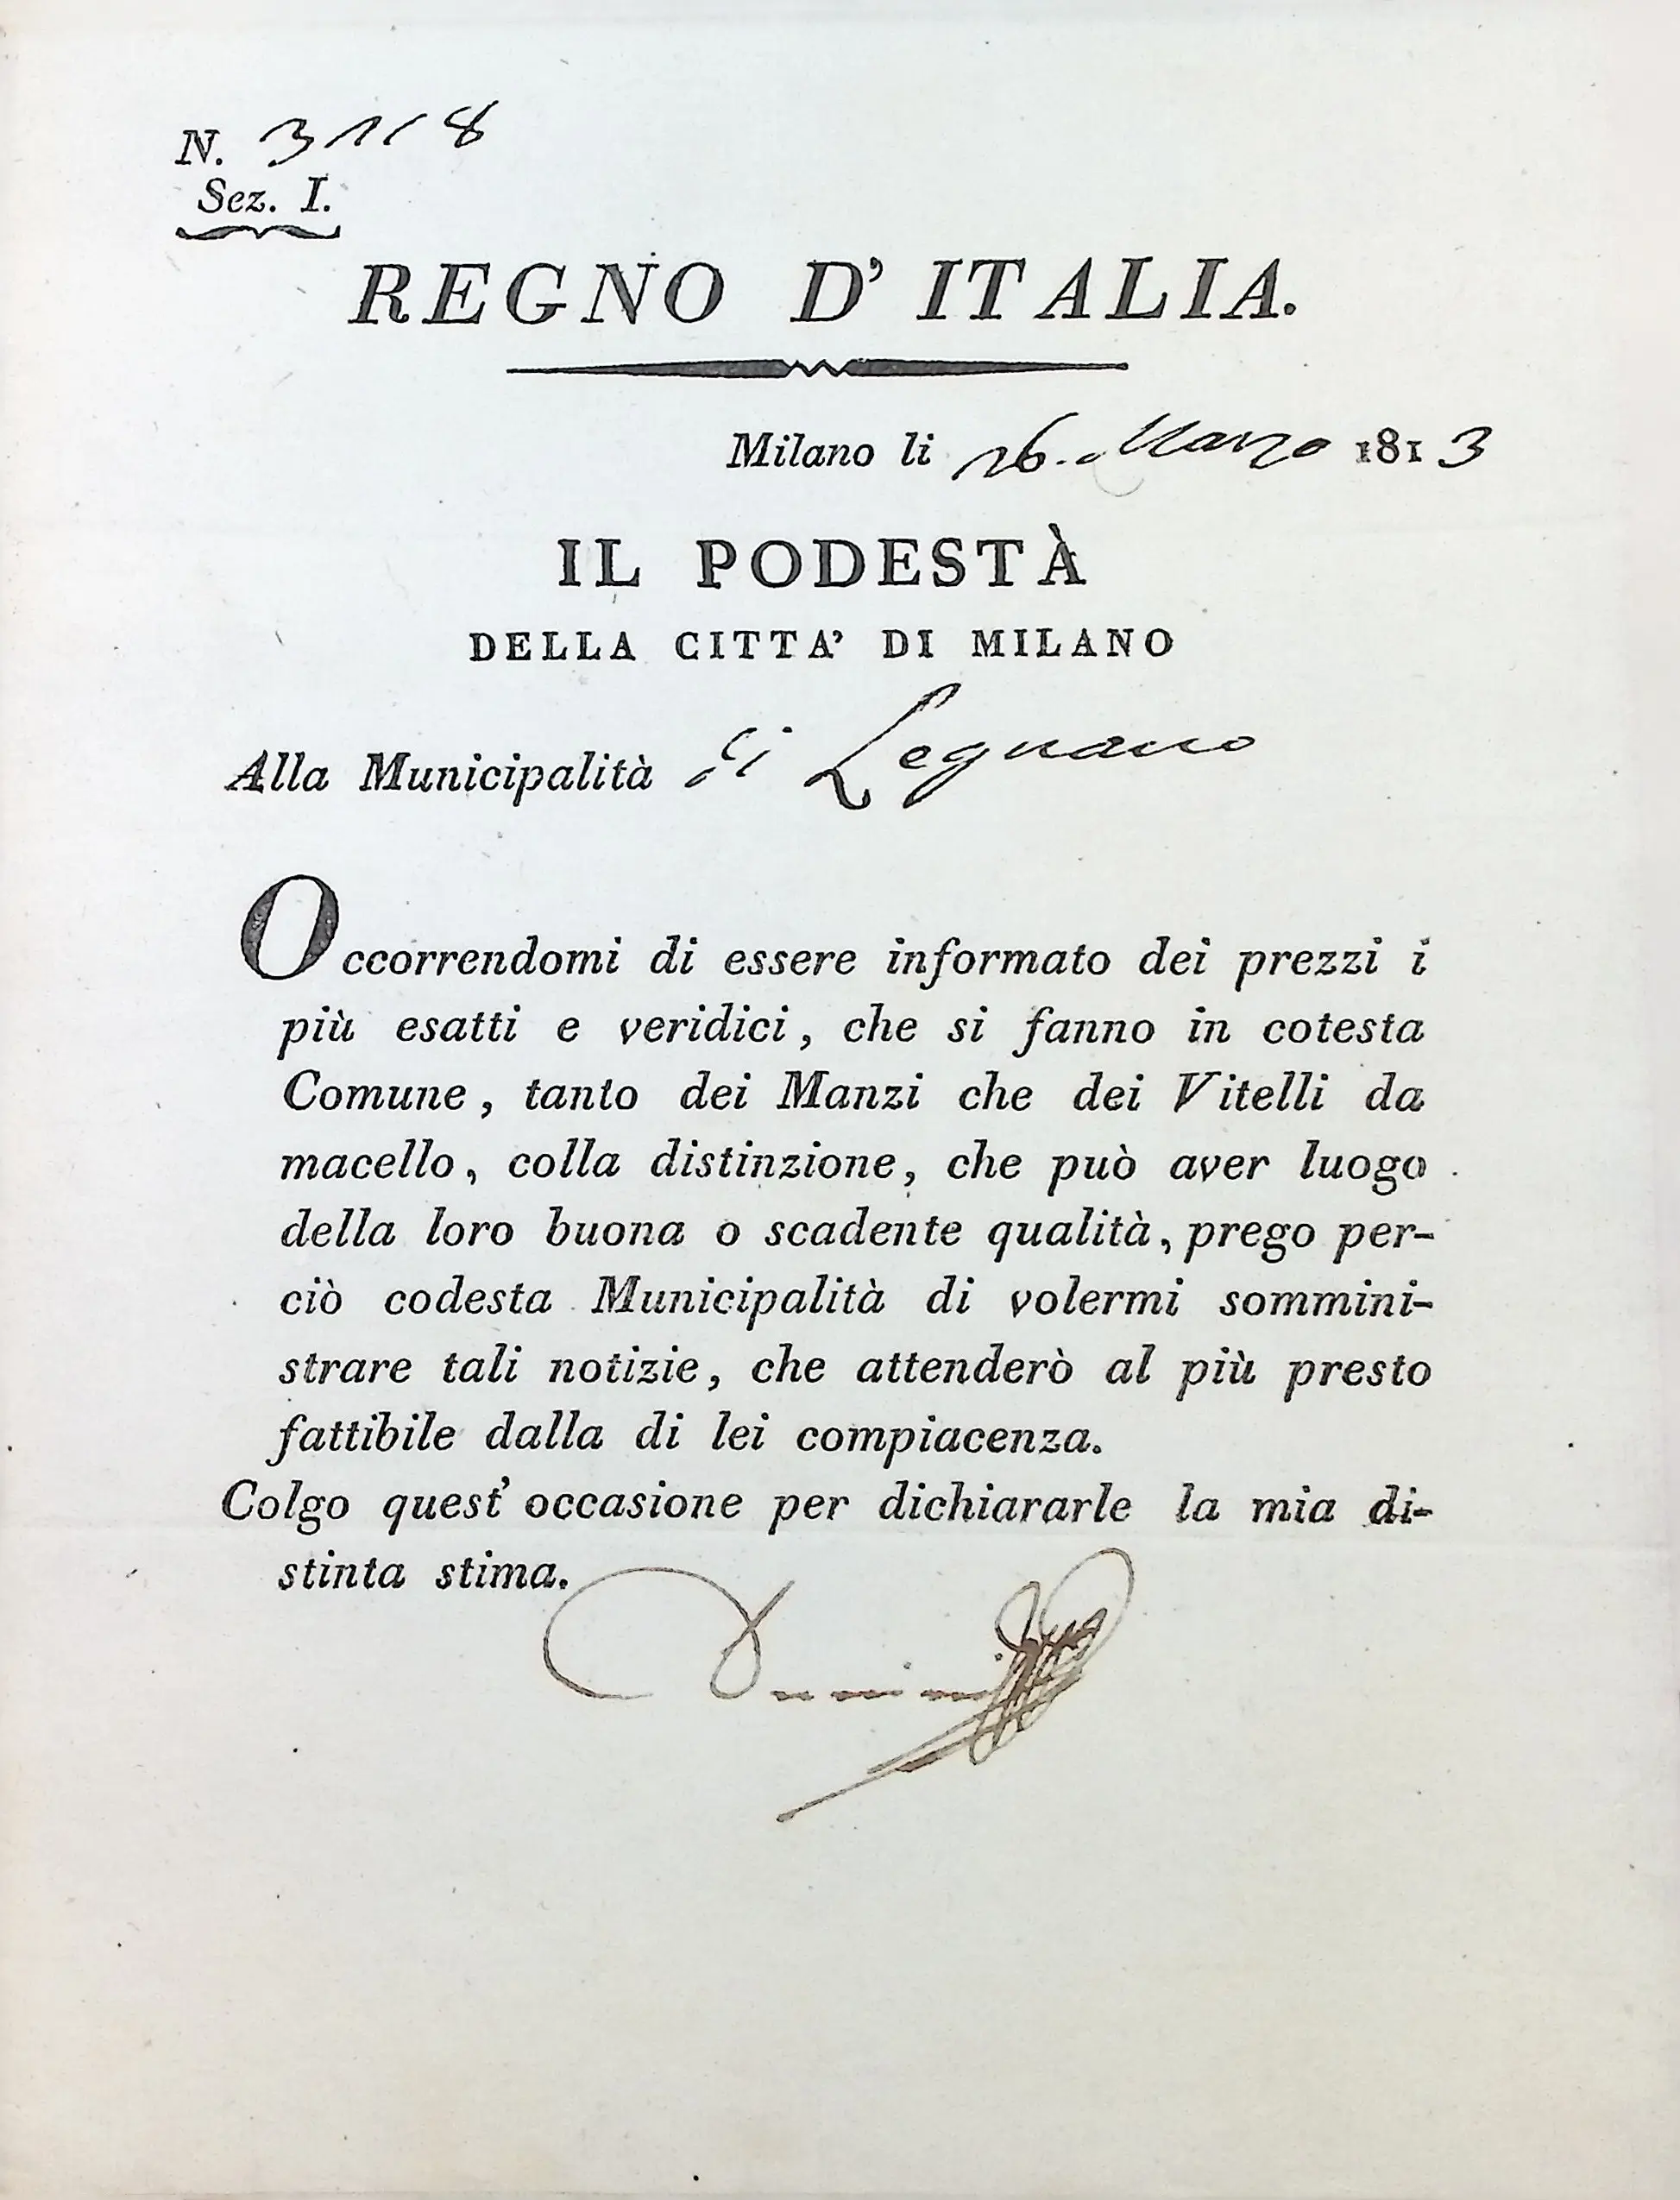 N. 3118
Sez. I.
REGNO D' ITALIA.
Milano li 26. Marzo 1813
IL PODESTÀ
DELLA CITTA' DI MILANO
Alla Municipalità di Legnano
Occorrendomi di essere informato dei prezzi i
più esatti e veridici, che si fanno in cotesta
Comune, tanto dei Manzi che dei Vitelli da
macello, colla distinzione, che può aver luogo
della loro buona o scadente qualità, prego per-
ciò codesta Municipalità di volermi sommini-
strare tali notizie, che attenderò al più presto
fattibile dalla di lei compiacenza.
Colgo quest' occasione per dichiararle la mia di-
stinta stima.